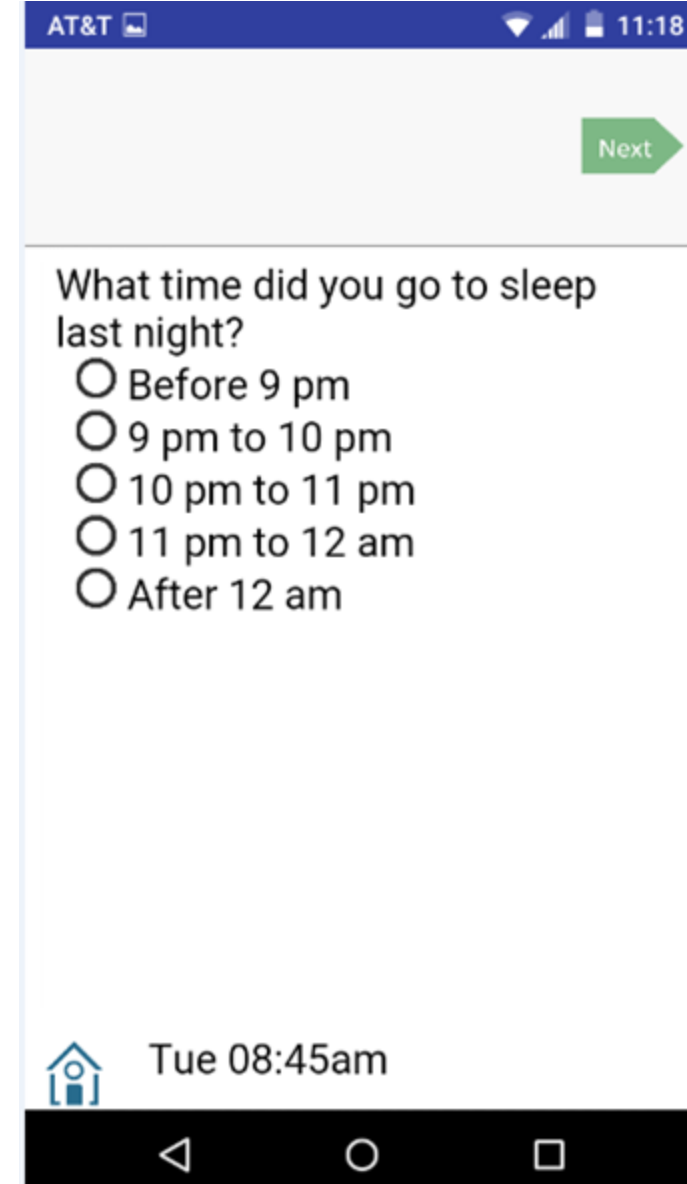 AT&T 11:18
Next
What time did you go to sleep
last night?
Before 9 pm
9 pm to 10 pm
10 pm to 11 pm
11 pm to 12 am
After 12 am
Tue 08:45am